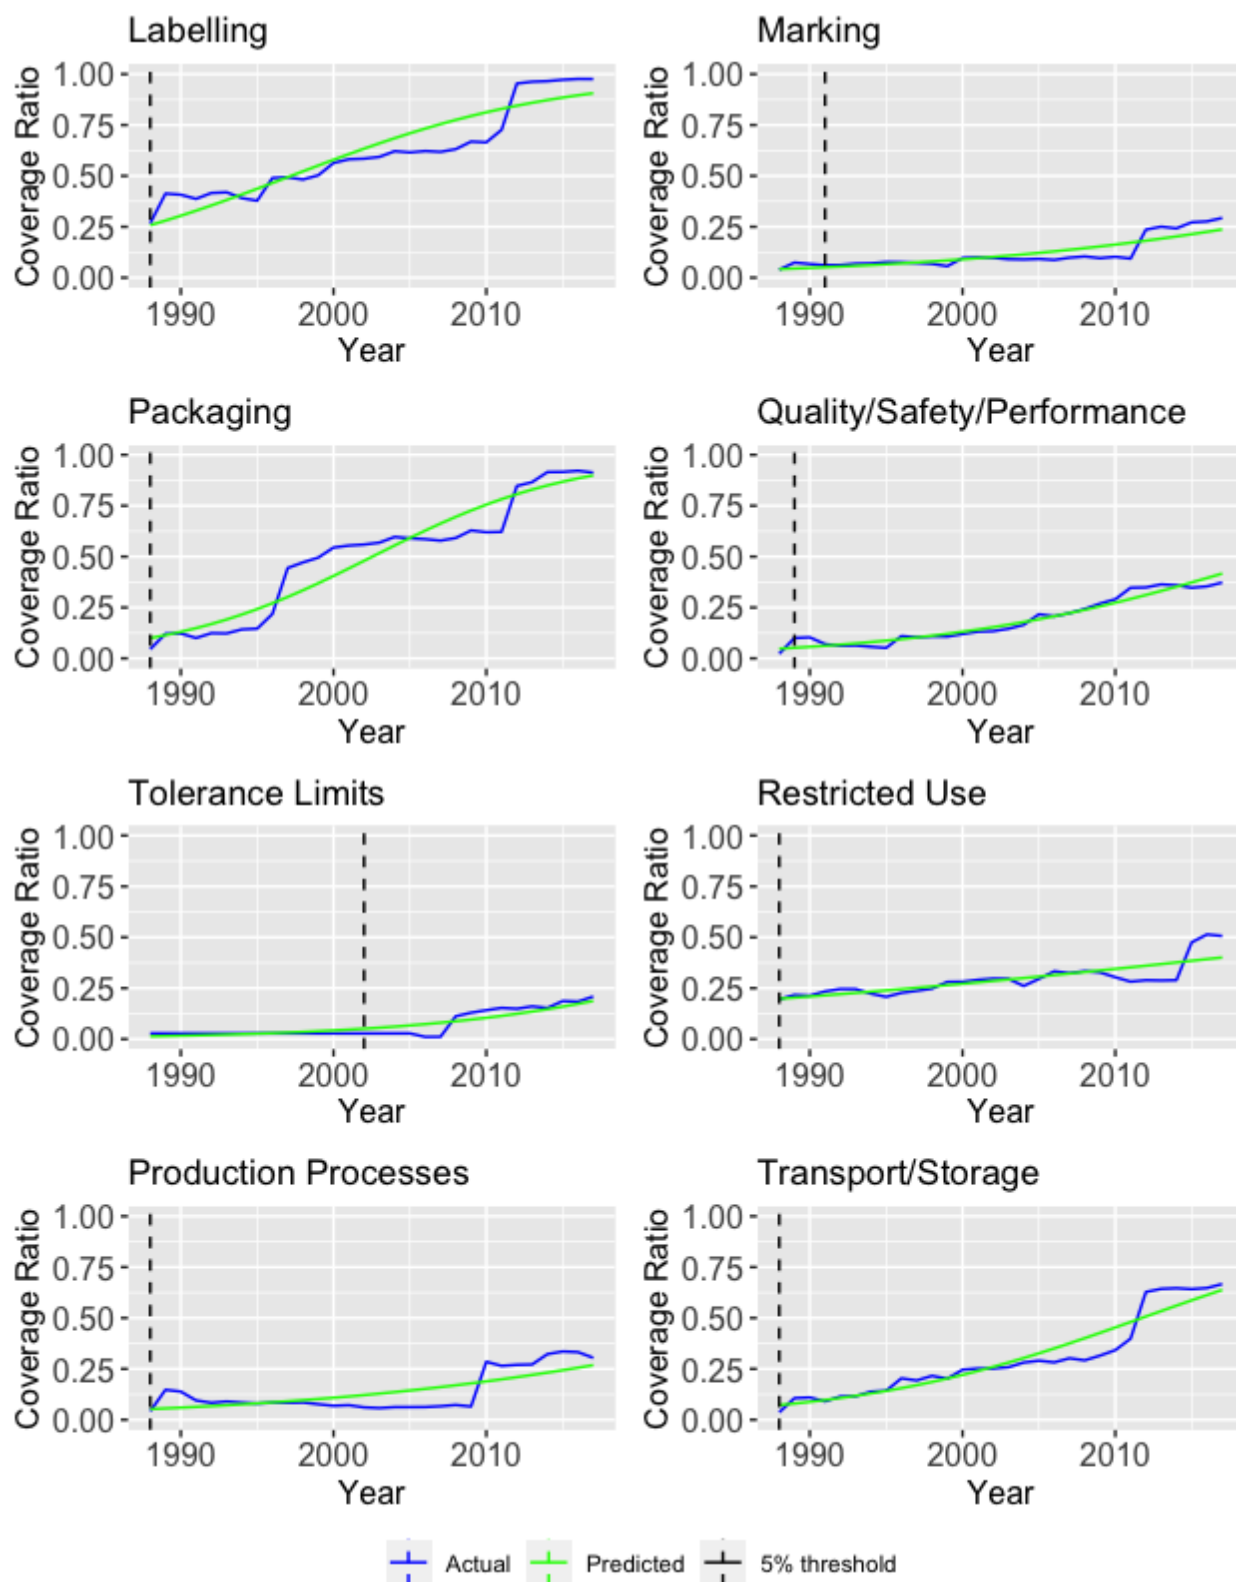 Labelling
Coverage Ratio
1.00
0.75
0.50
0.25
0.00
1990 2000 2010
Year
Marking
Coverage Ratio
1.00
0.75
0.50
0.25
0.00
1990 2000 2010
Year
Packaging
Coverage Ratio
1.00
0.75
0.50
0.25
0.00
1990 2000 2010
Year
Quality/Safety/Performance
Coverage Ratio
1.00
0.75
0.50
0.25
0.00
1990 2000 2010
Year
Tolerance Limits
Coverage Ratio
1.00
0.75
0.50
0.25
0.00
1990 2000 2010
Year
Restricted Use
Coverage Ratio
1.00
0.75
0.50
0.25
0.00
1990 2000 2010
Year
Production Processes
Coverage Ratio
1.00
0.75
0.50
0.25
0.00
1990 2000 2010
Year
Transport/Storage
Coverage Ratio
1.00
0.75
0.50
0.25
0.00
1990 2000 2010
Year
Actual Predicted 5% threshold